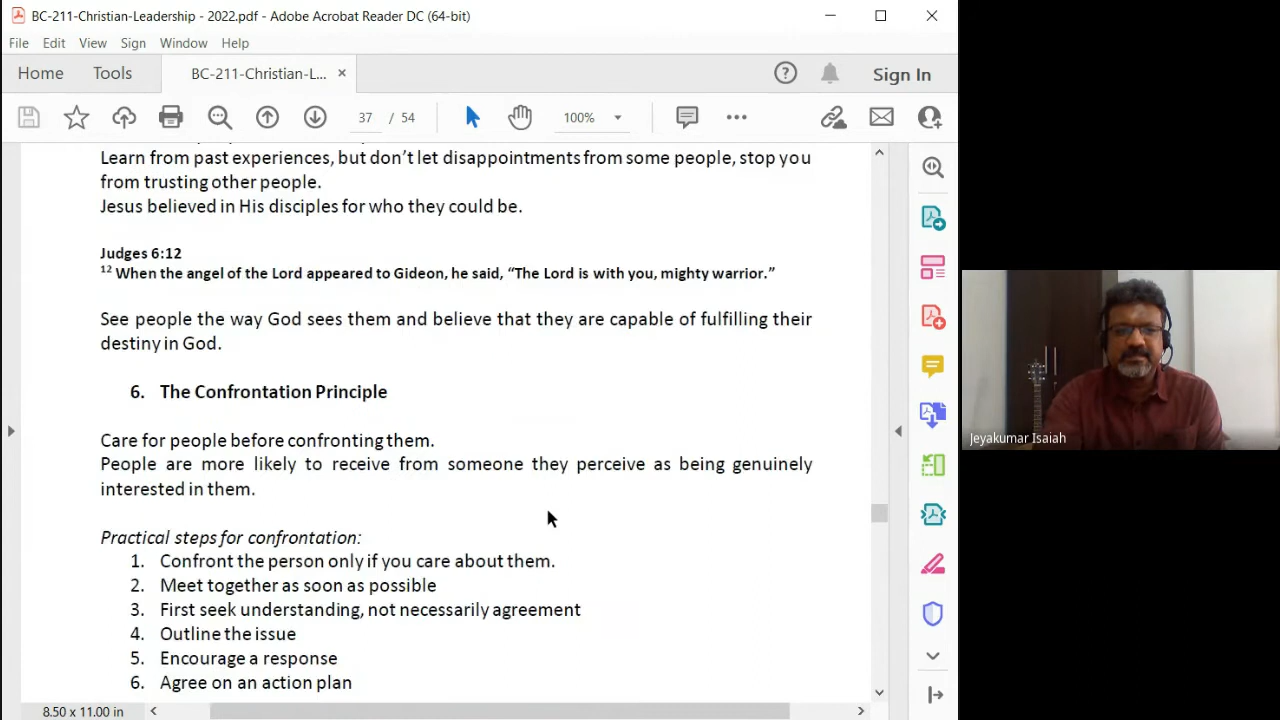 BC-211-Christian-Leadership - 2022.pdf - Adobe Acrobat Reader DC (64-bit)
File Edit View Sign Window Help
Home Tools BC-211-Christian-L... × Sign In
37 / 54 100%
Learn from past experiences, but don’t let disappointments from some people, stop you
from trusting other people.
Jesus believed in His disciples for who they could be.
Judges 6:12
12 When the angel of the Lord appeared to Gideon, he said, “The Lord is with you, mighty warrior.”
See people the way God sees them and believe that they are capable of fulfilling their
destiny in God.
6. The Confrontation Principle
Care for people before confronting them.
People are more likely to receive from someone they perceive as being genuinely
interested in them.
Practical steps for confrontation:
1. Confront the person only if you care about them.
2. Meet together as soon as possible
3. First seek understanding, not necessarily agreement
4. Outline the issue
5. Encourage a response
6. Agree on an action plan
8.50 x 11.00 in
Jeyakumar Isaiah